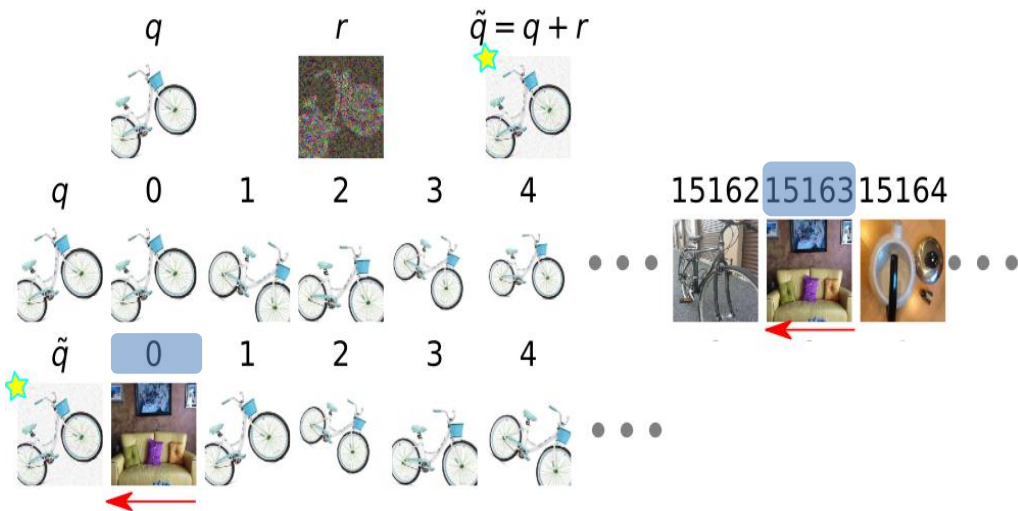 q r q̃ = q + r
q 0 1 2 3 4 15162 15163 15164
q̃ 0 1 2 3 4